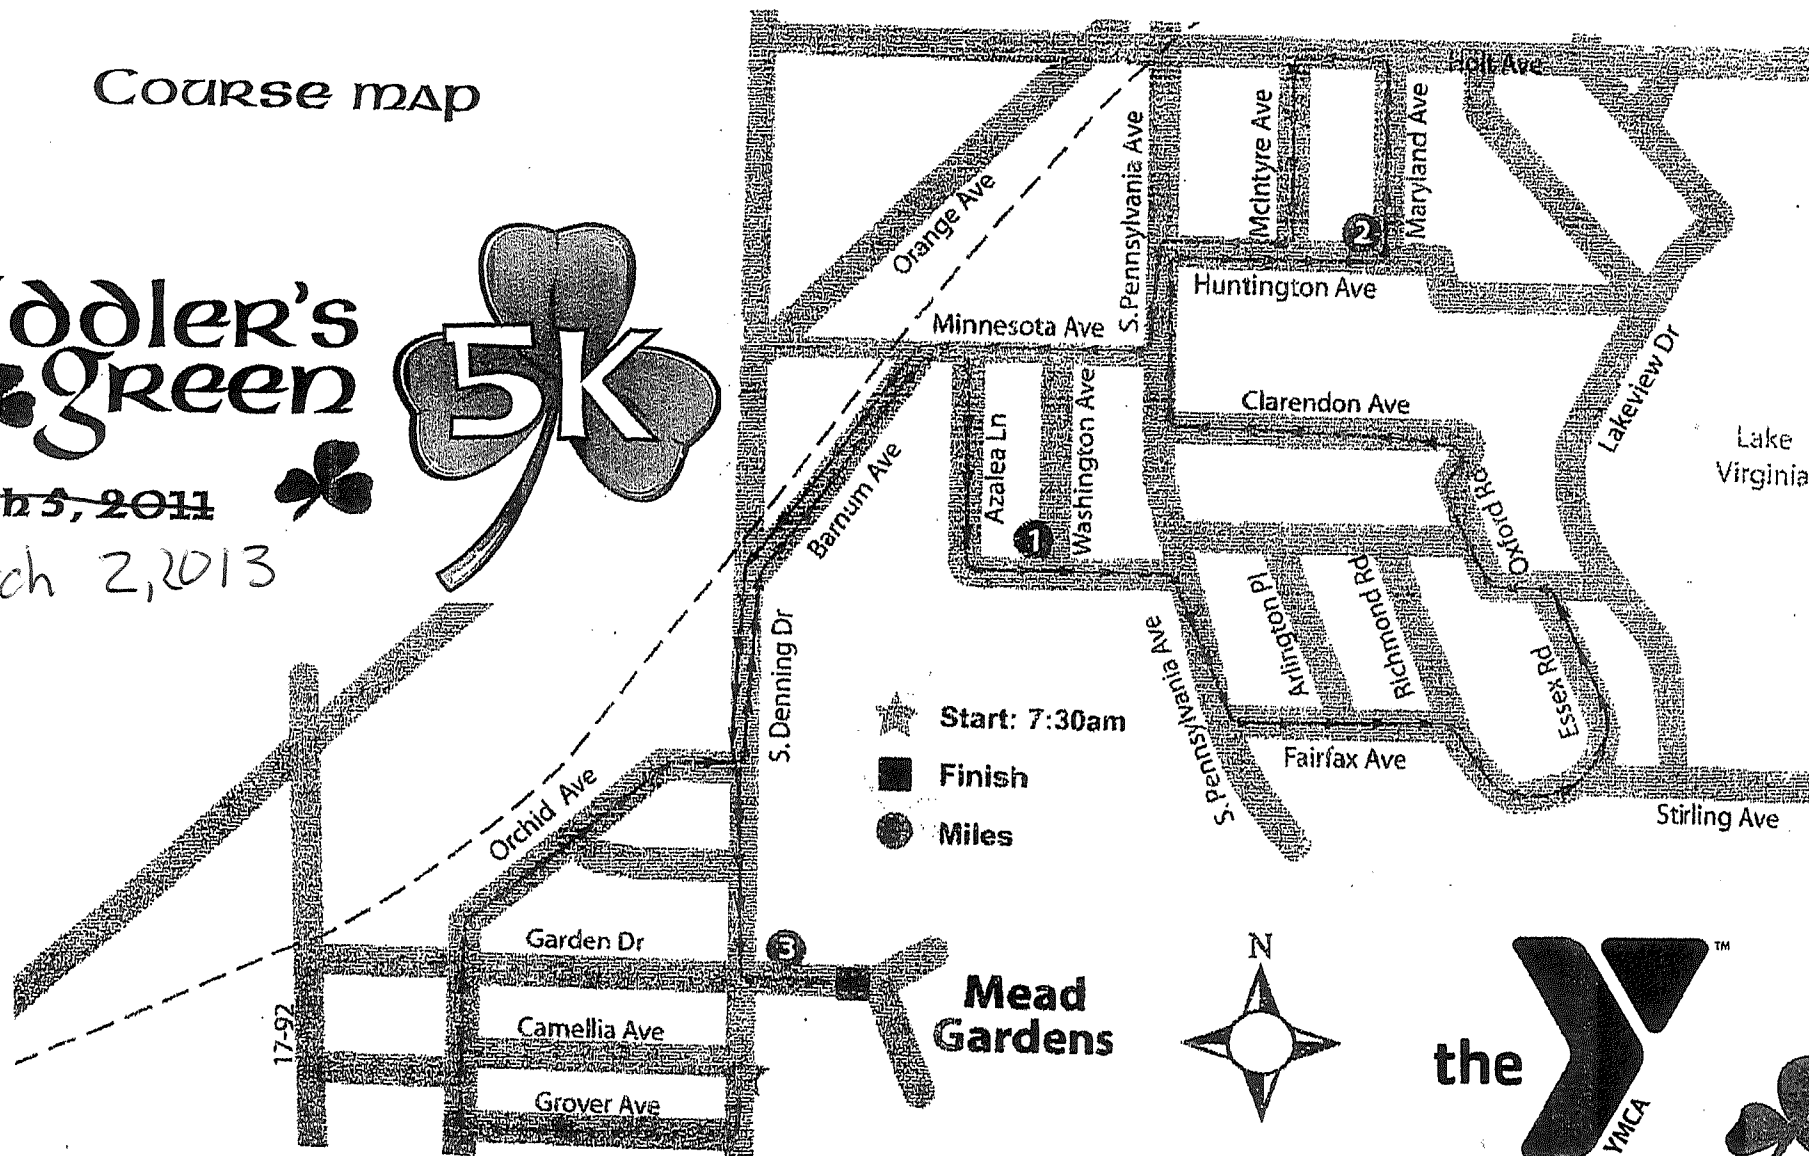 Course map
ddler's
green
5K
h 5, 2011
ch 2, 2013
Holt Ave
Orange Ave
S. Pennsylvania Ave
McIntyre Ave
Maryland Ave
2
Huntington Ave
Minnesota Ave
Clarendon Ave
Lakeview Dr
Lake
Virginia
Barnum Ave
Azalea Ln
Washington Ave
1
Oxford Rd
Arlington Pl
Richmond Rd
Essex Rd
S. Pennsylvania Ave
S. Denning Dr
Start: 7:30am
Finish
Miles
Fairfax Ave
Stirling Ave
Orchid Ave
Garden Dr
3
Mead
Gardens
N
17-92
Camellia Ave
Grover Ave
the
YMCA
TM